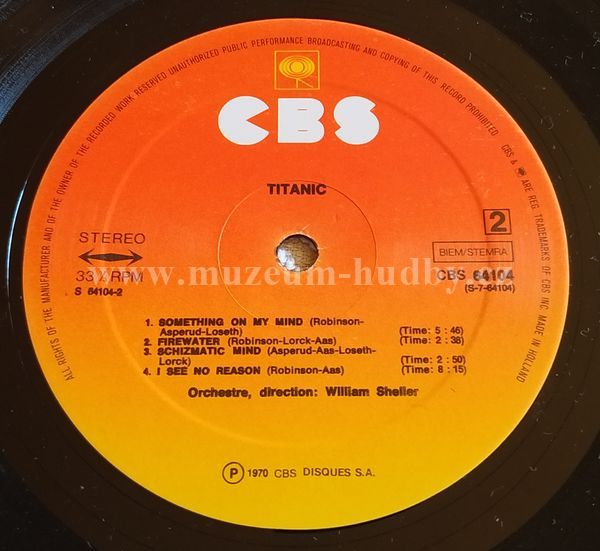 ALL RIGHTS OF THE MANUFACTURER AND OF THE OWNER OF THE RECORDED WORK RESERVED UNAUTHORIZED PUBLIC PERFORMANCE BROADCASTING AND COPYING OF THIS RECORD PROHIBITED
CBS & ARE REG. TRADEMARKS OF CBS INC. MADE IN HOLLAND
CBS
TITANIC
STEREO
2
BIEM/STEMRA
33⅓ RPM
CBS 64104
S 64104-2
(S-7-64104)
www.muzeum-hudby.
1. SOMETHING ON MY MIND (Robinson-
Asperud-Loseth) (Time: 5 : 46)
2. FIREWATER (Robinson-Lorck-Aas) (Time: 2 : 38)
3. SCHIZMATIC MIND (Asperud-Aas-Loseth-
Lorck) (Time: 2 : 50)
4. I SEE NO REASON (Robinson-Aas) (Time: 8 : 15)
Orchestre, direction: William Sheller
Ⓟ 1970 CBS DISQUES S.A.